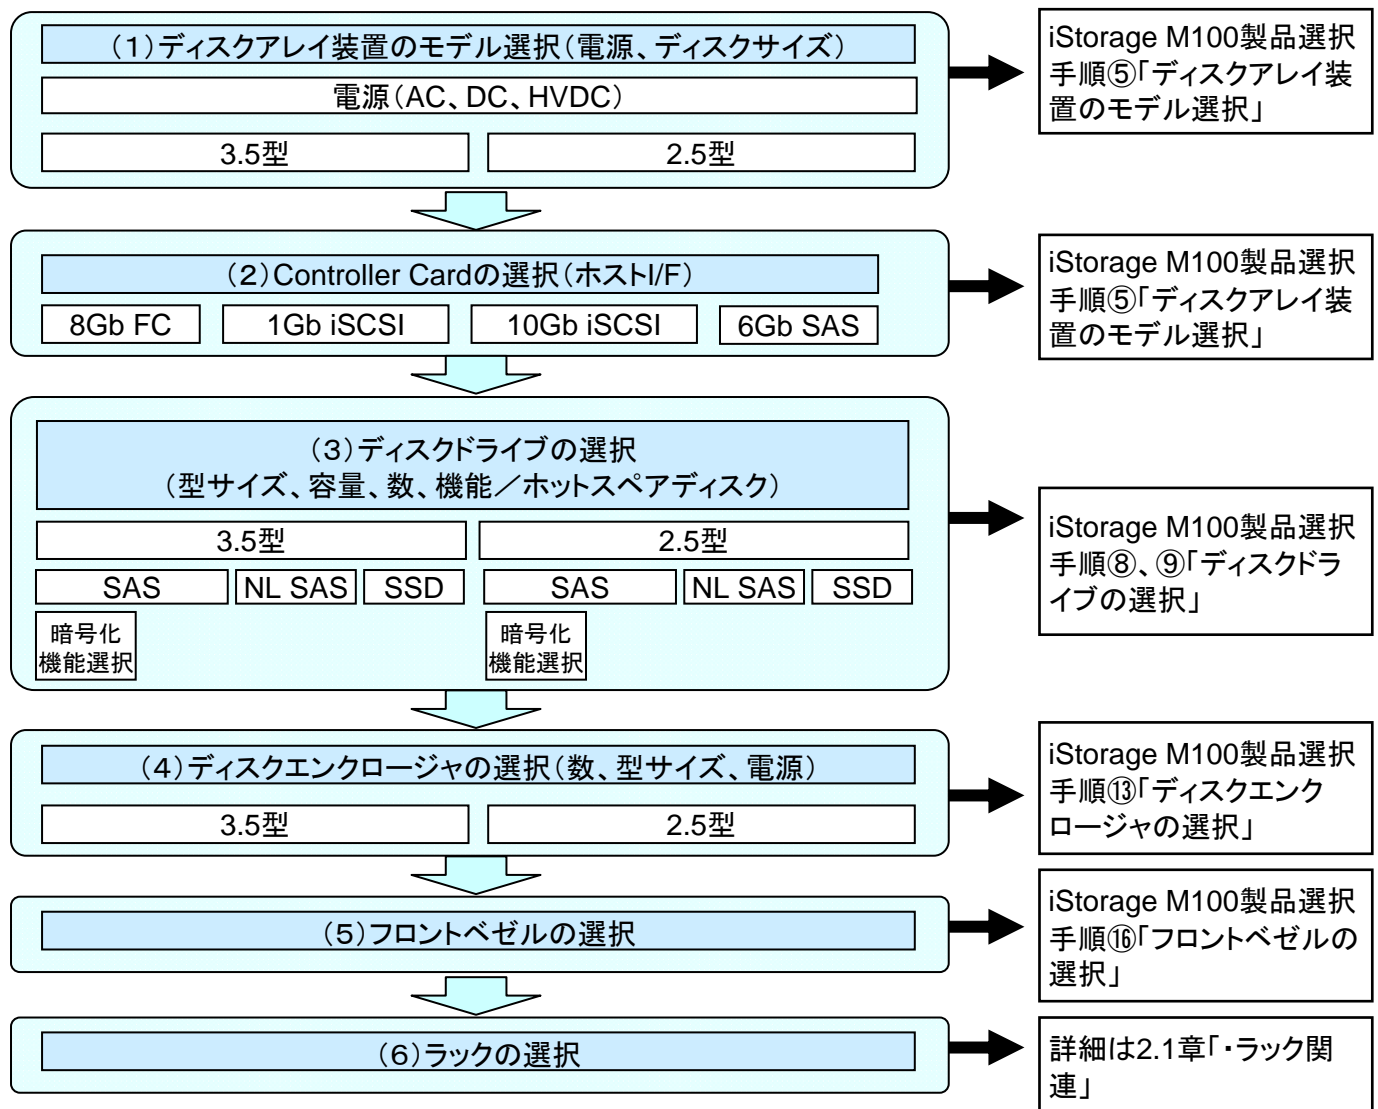 (1)ディスクアレイ装置のモデル選択(電源、ディスクサイズ)
電源(AC、DC、HVDC)
3.5型
2.5型
iStorage M100製品選択
手順⑤「ディスクアレイ装
置のモデル選択」
(2)Controller Cardの選択(ホストI/F)
8Gb FC
1Gb iSCSI
10Gb iSCSI
6Gb SAS
iStorage M100製品選択
手順⑤「ディスクアレイ装
置のモデル選択」
(3)ディスクドライブの選択
(型サイズ、容量、数、機能/ホットスペアディスク)
3.5型
2.5型
SAS
NL SAS
SSD
SAS
NL SAS
SSD
暗号化
機能選択
暗号化
機能選択
iStorage M100製品選択
手順⑧、⑨「ディスクドラ
イブの選択」
(4)ディスクエンクロージャの選択(数、型サイズ、電源)
3.5型
2.5型
iStorage M100製品選択
手順⑬「ディスクエンク
ロージャの選択」
(5)フロントベゼルの選択
iStorage M100製品選択
手順⑯「フロントベゼルの
選択」
(6)ラックの選択
詳細は2.1章「・ラック関
連」